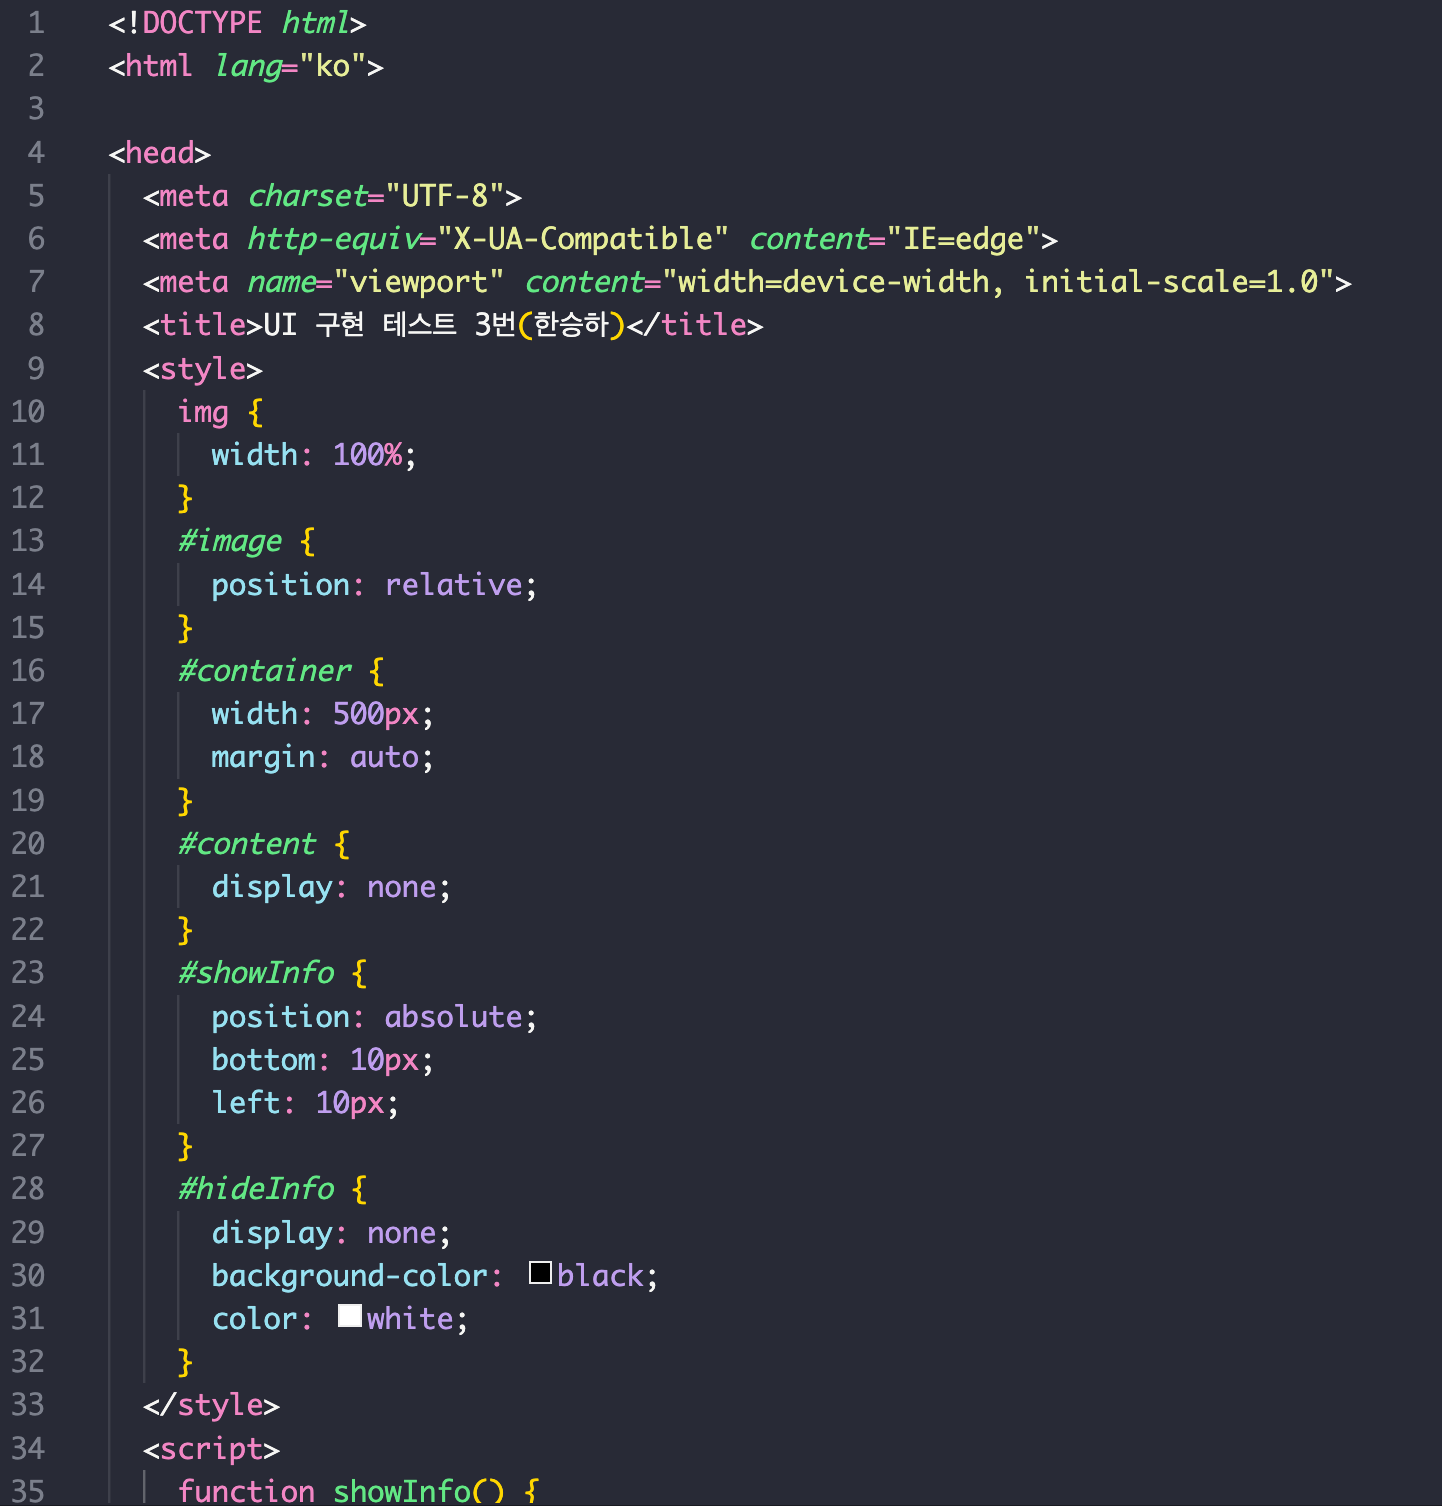 1 <!DOCTYPE html>
2 <html lang="ko">
3
4 <head>
5 <meta charset="UTF-8">
6 <meta http-equiv="X-UA-Compatible" content="IE=edge">
7 <meta name="viewport" content="width=device-width, initial-scale=1.0">
8 <title>UI 구현 테스트 3번(한승하)</title>
9 <style>
10 img {
11 width: 100%;
12 }
13 #image {
14 position: relative;
15 }
16 #container {
17 width: 500px;
18 margin: auto;
19 }
20 #content {
21 display: none;
22 }
23 #showInfo {
24 position: absolute;
25 bottom: 10px;
26 left: 10px;
27 }
28 #hideInfo {
29 display: none;
30 background-color: black;
31 color: white;
32 }
33 </style>
34 <script>
35 function showInfo() {